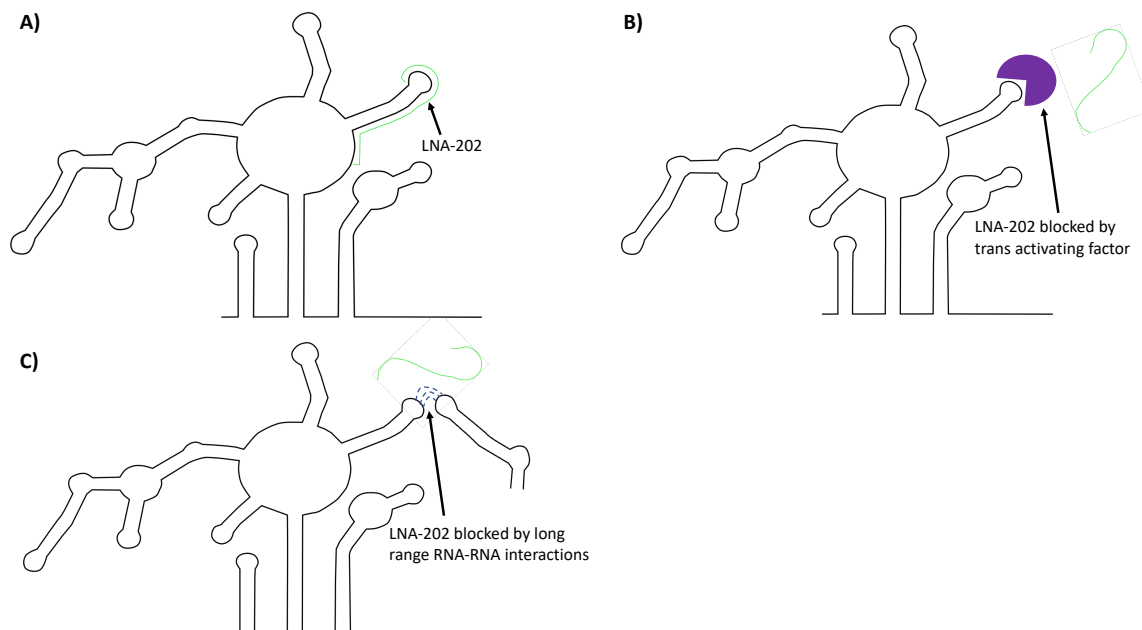 A)
LNA-202
B)
LNA-202 blocked by
trans activating factor
C)
LNA-202 blocked by long
range RNA-RNA interactions